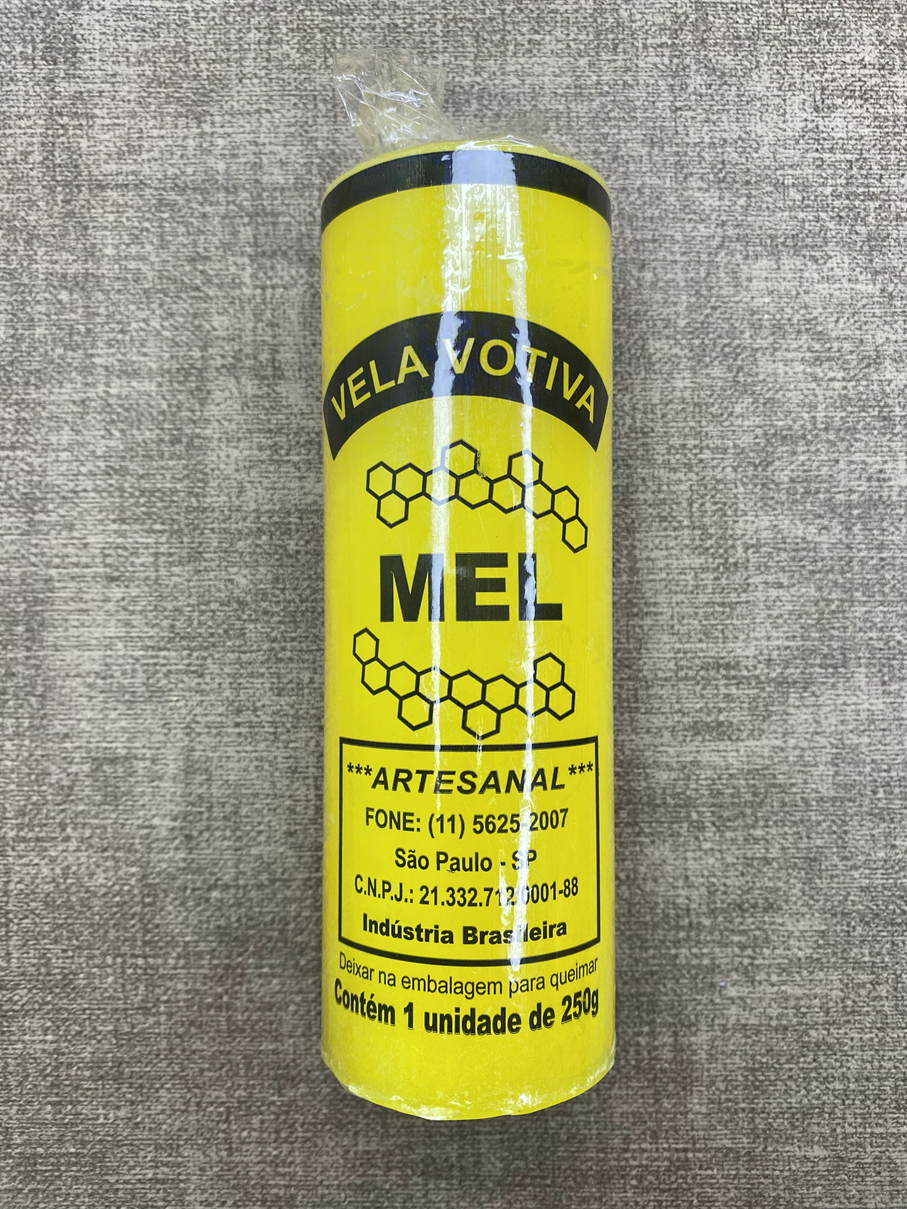 VELA VOTIVA
MEL
***ARTESANAL***
FONE: (11) 5625-2007
São Paulo - SP
C.N.P.J.: 21.332.712/0001-88
Indústria Brasileira
Deixar na embalagem para queimar
Contém 1 unidade de 250g